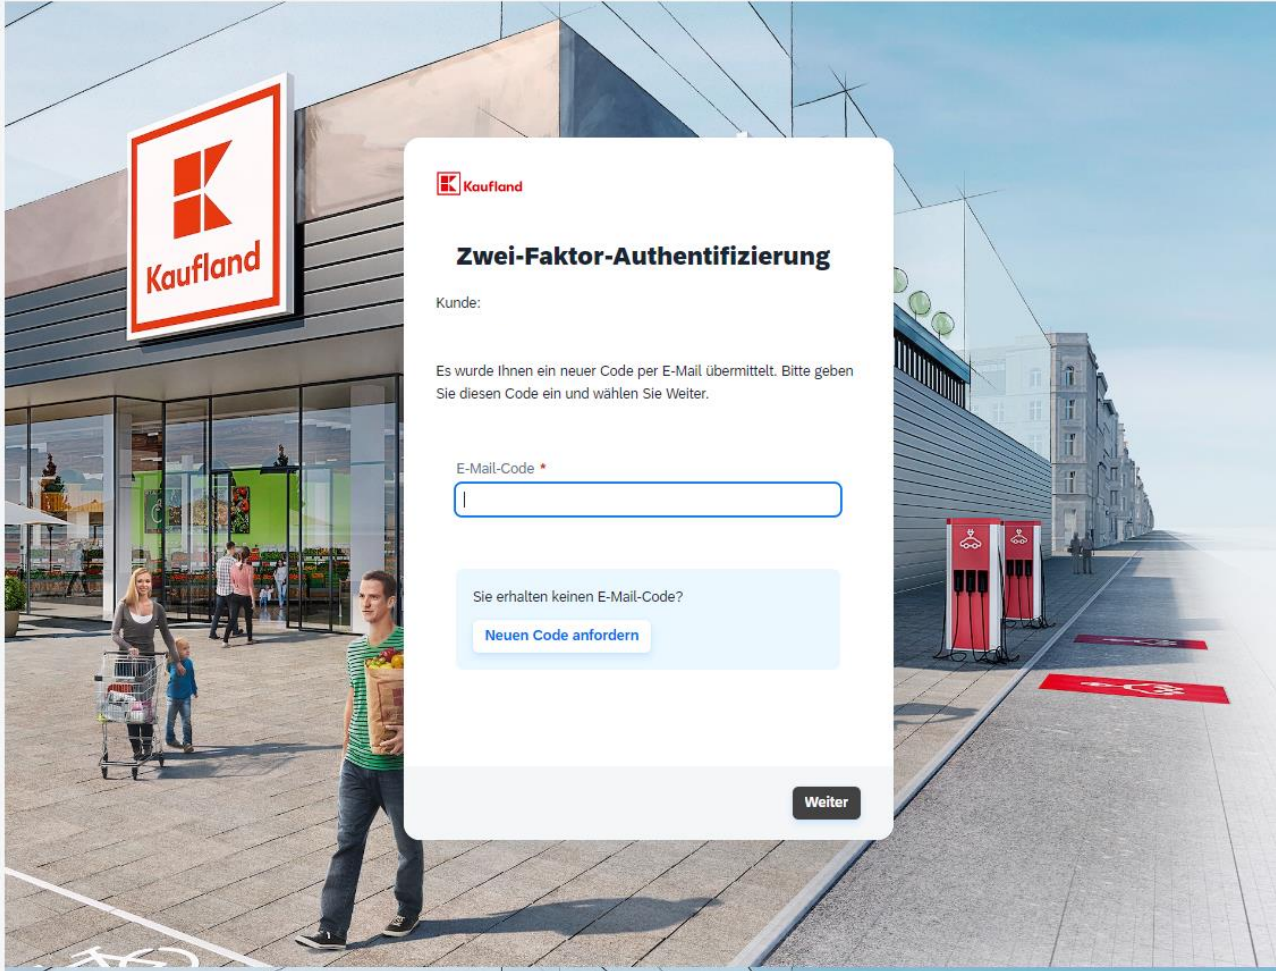 Kaufland
Kaufland
Zwei-Faktor-Authentifizierung
Kunde:
Es wurde Ihnen ein neuer Code per E-Mail übermittelt. Bitte geben
Sie diesen Code ein und wählen Sie Weiter.
E-Mail-Code *
Sie erhalten keinen E-Mail-Code?
Neuen Code anfordern
Weiter